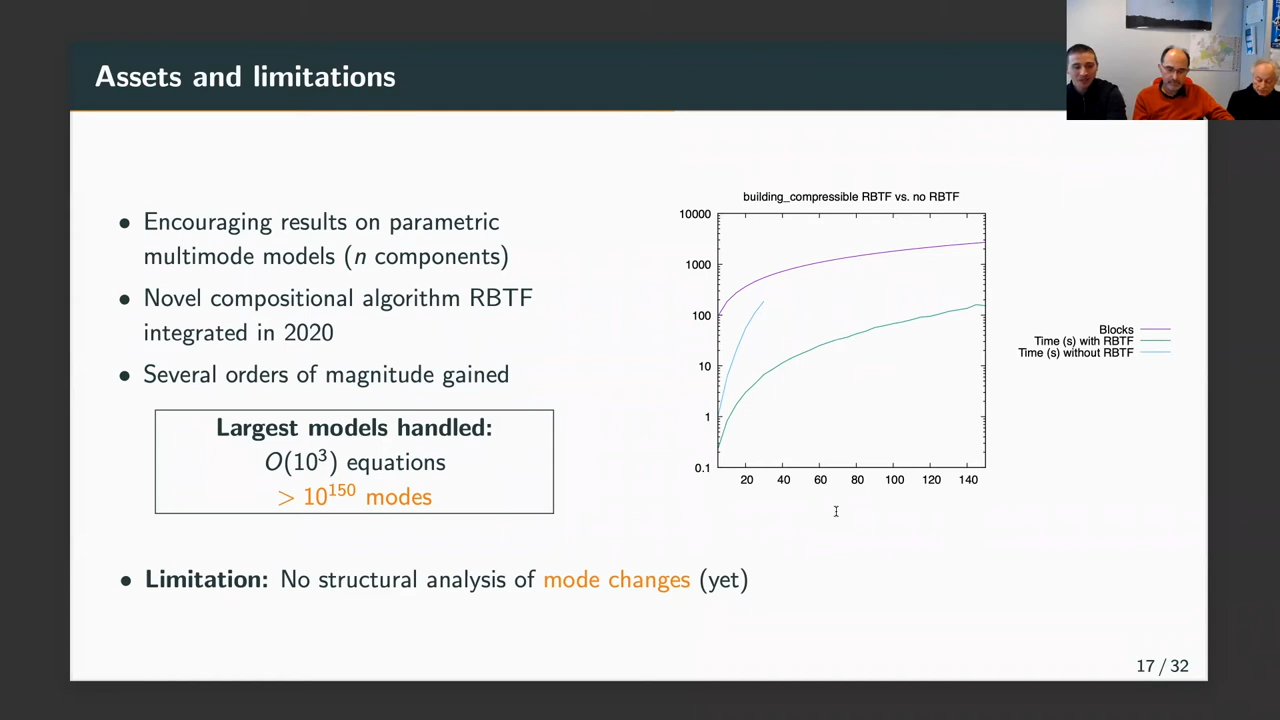 Assets and limitations
• Encouraging results on parametric
multimode models (n components)
• Novel compositional algorithm RBTF
integrated in 2020
• Several orders of magnitude gained
Largest models handled:
O(10³) equations
> 10¹⁵⁰ modes
building_compressible RBTF vs. no RBTF
10000
1000
100
10
1
0.1
20 40 60 80 100 120 140
Blocks
Time (s) with RBTF
Time (s) without RBTF
• Limitation: No structural analysis of mode changes (yet)
17 / 32